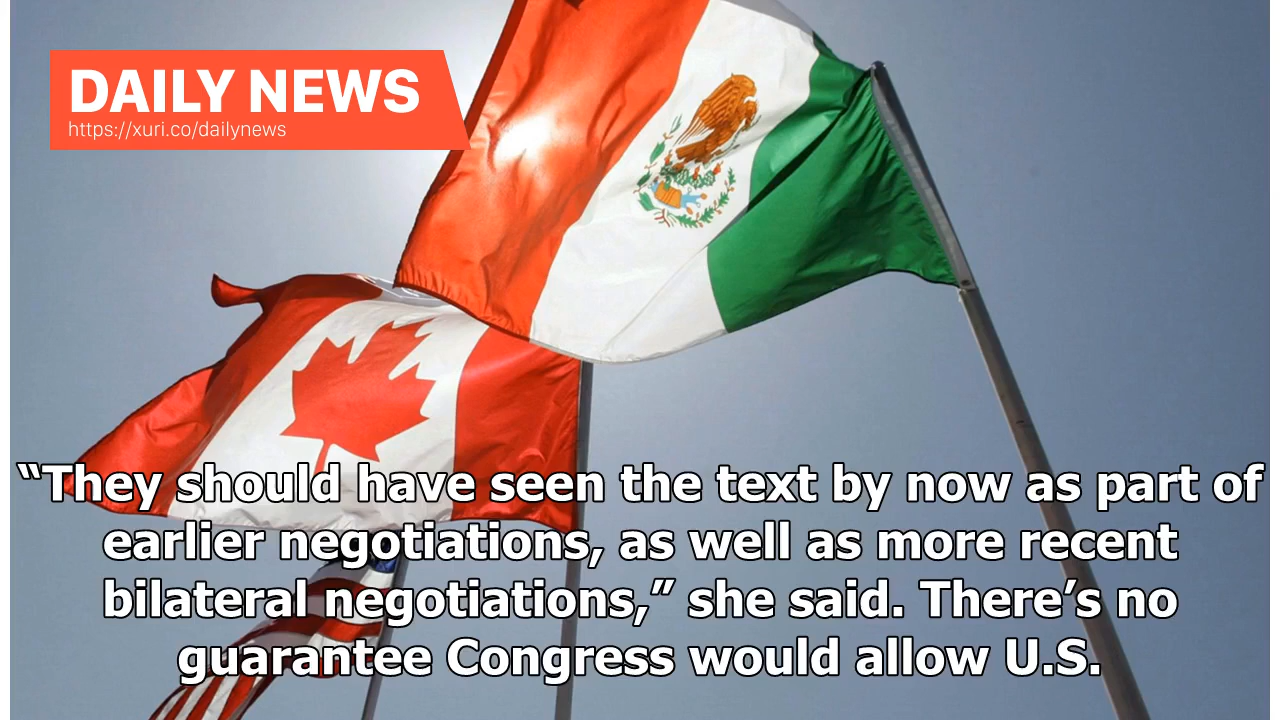 DAILY NEWS
https://xuri.co/dailynews
“They should have seen the text by now as part of
earlier negotiations, as well as more recent
bilateral negotiations,” she said. There’s no
guarantee Congress would allow U.S.